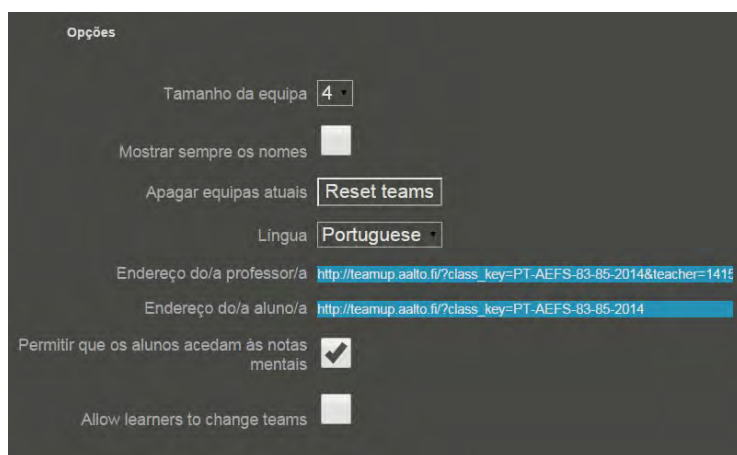 Opções
Tamanho da equipa 4
Mostrar sempre os nomes
Apagar equipas atuais Reset teams
Língua Portuguese
Endereço do/a professor/a http://teamup.aalto.fi/?class_key=PT-AEFS-83-85-2014&teacher=1415
Endereço do/a aluno/a http://teamup.aalto.fi/?class_key=PT-AEFS-83-85-2014
Permitir que os alunos acedam às notas
mentais
Allow learners to change teams